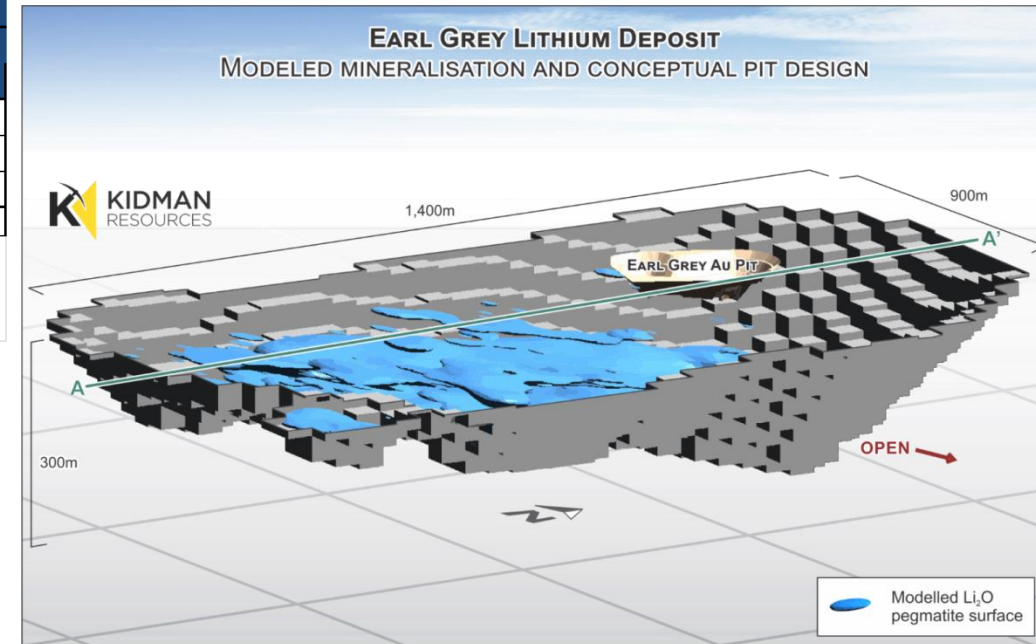 EARL GREY LITHIUM DEPOSIT
MODELED MINERALISATION AND CONCEPTUAL PIT DESIGN
KIDMAN
RESOURCES
1,400m
900m
EARL GREY AU PIT
A'
A
300m
OPEN
N
Modelled Li₂O
pegmatite surface